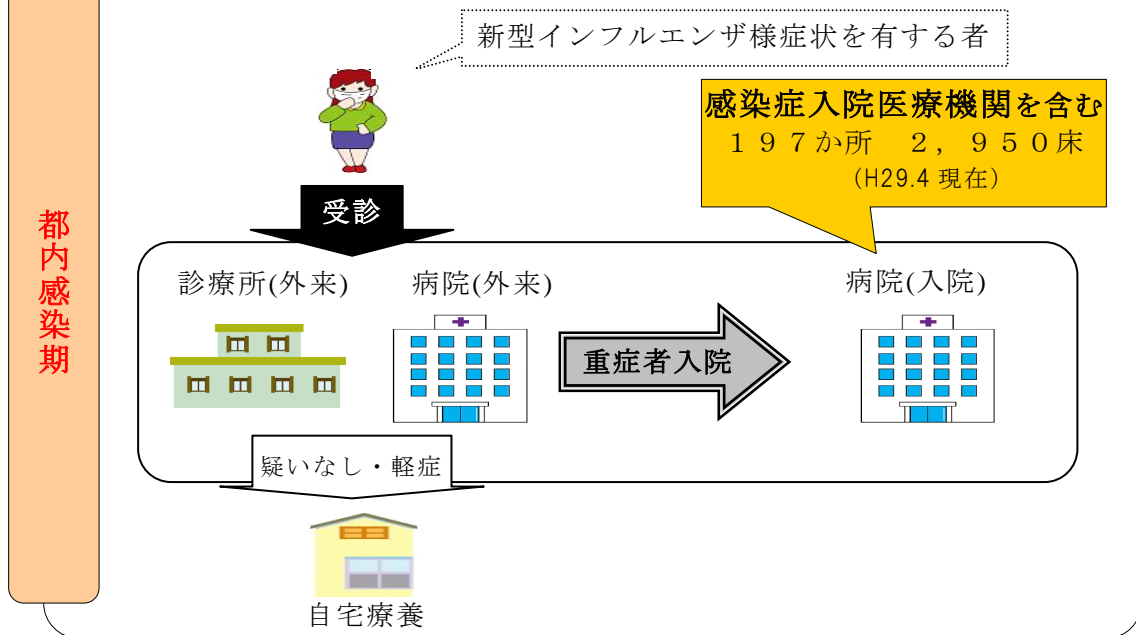 都内感染期
新型インフルエンザ様症状を有する者
感染症入院医療機関を含む
１９７か所　２，９５０床
(H29.4 現在)
受診
診療所(外来)
病院(外来)
病院(入院)
重症者入院
疑いなし・軽症
自宅療養